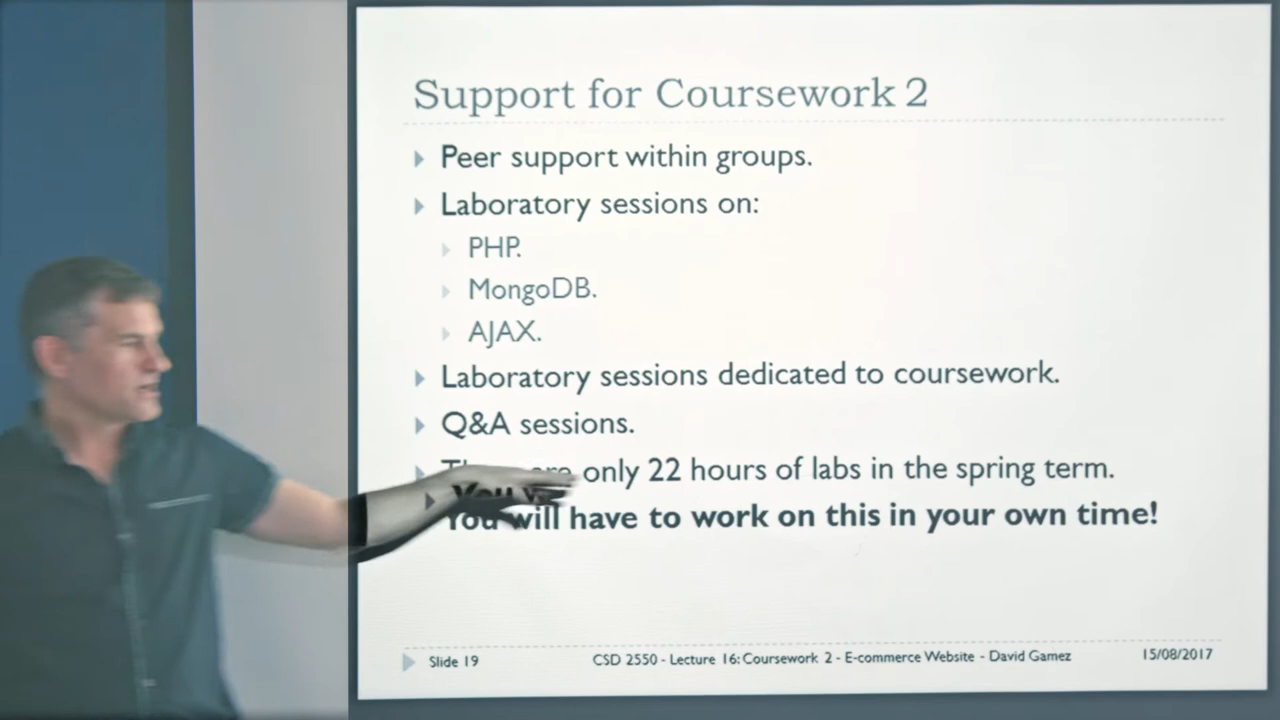 Support for Coursework 2
Peer support within groups.
Laboratory sessions on:
PHP.
MongoDB.
AJAX.
Laboratory sessions dedicated to coursework.
Q&A sessions.
only 22 hours of labs in the spring term.
You will have to work on this in your own time!
Slide 19
CSD 2550 - Lecture 16: Coursework 2 - E-commerce Website - David Gamez
15/08/2017